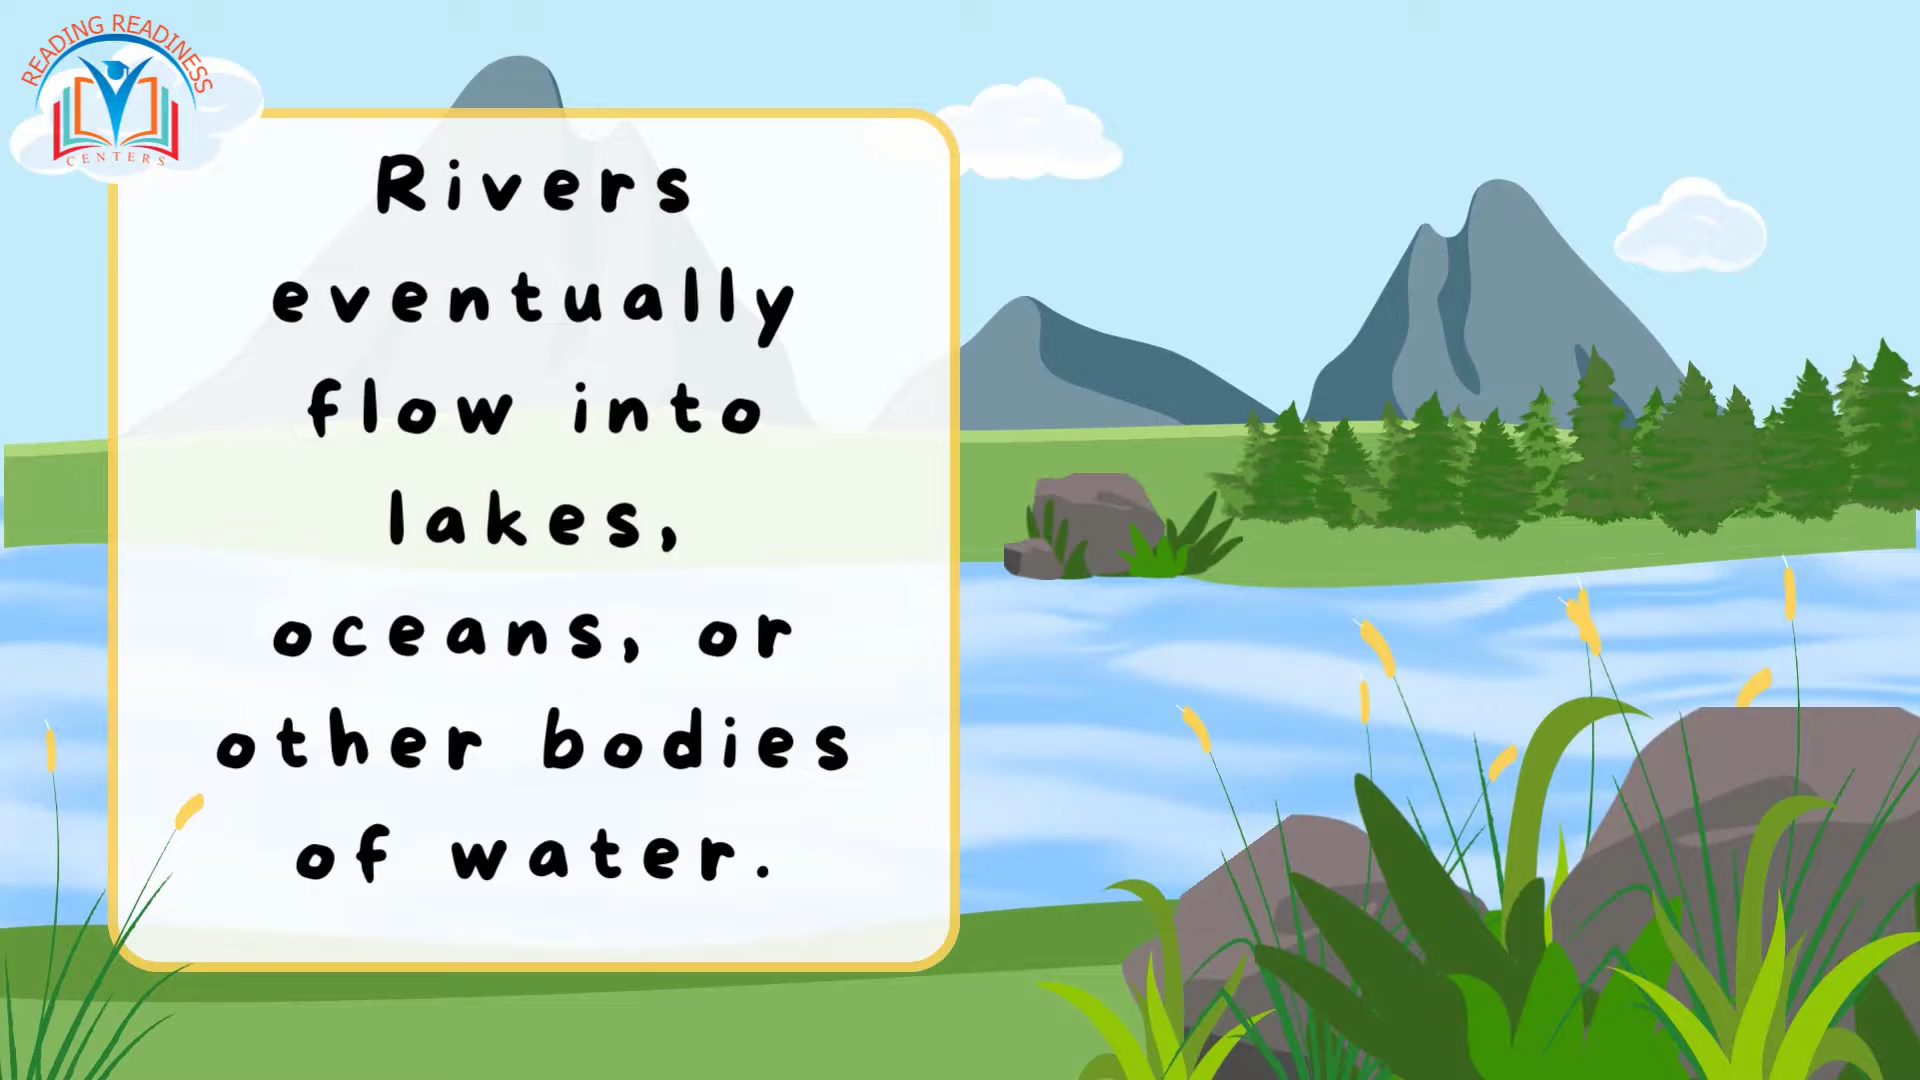 READING READINESS
CENTERS
Rivers
eventually
flow into
lakes,
oceans, or
other bodies
of water.